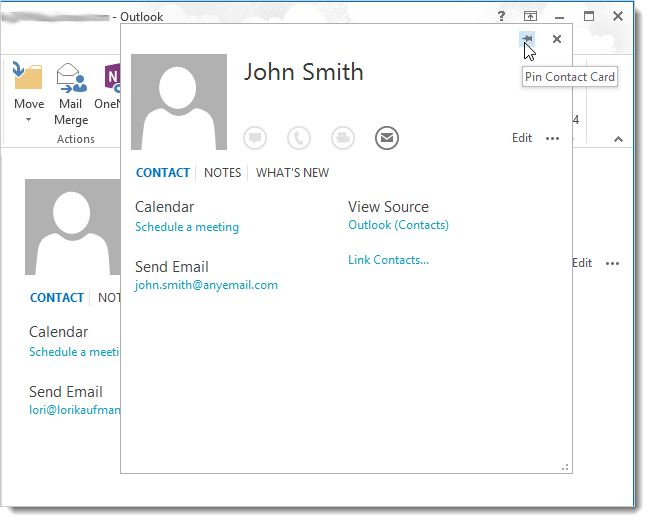 - Outlook
?
John Smith
Pin Contact Card
Move
Mail
Merge
OneN
4
Actions
Edit
CONTACT
NOTES
WHAT'S NEW
Calendar
Schedule a meeting
View Source
Outlook (Contacts)
Link Contacts...
Send Email
john.smith@anyemail.com
Edit
CONTACT
NOT
Calendar
Schedule a meeti
Send Email
lori@lorikaufman